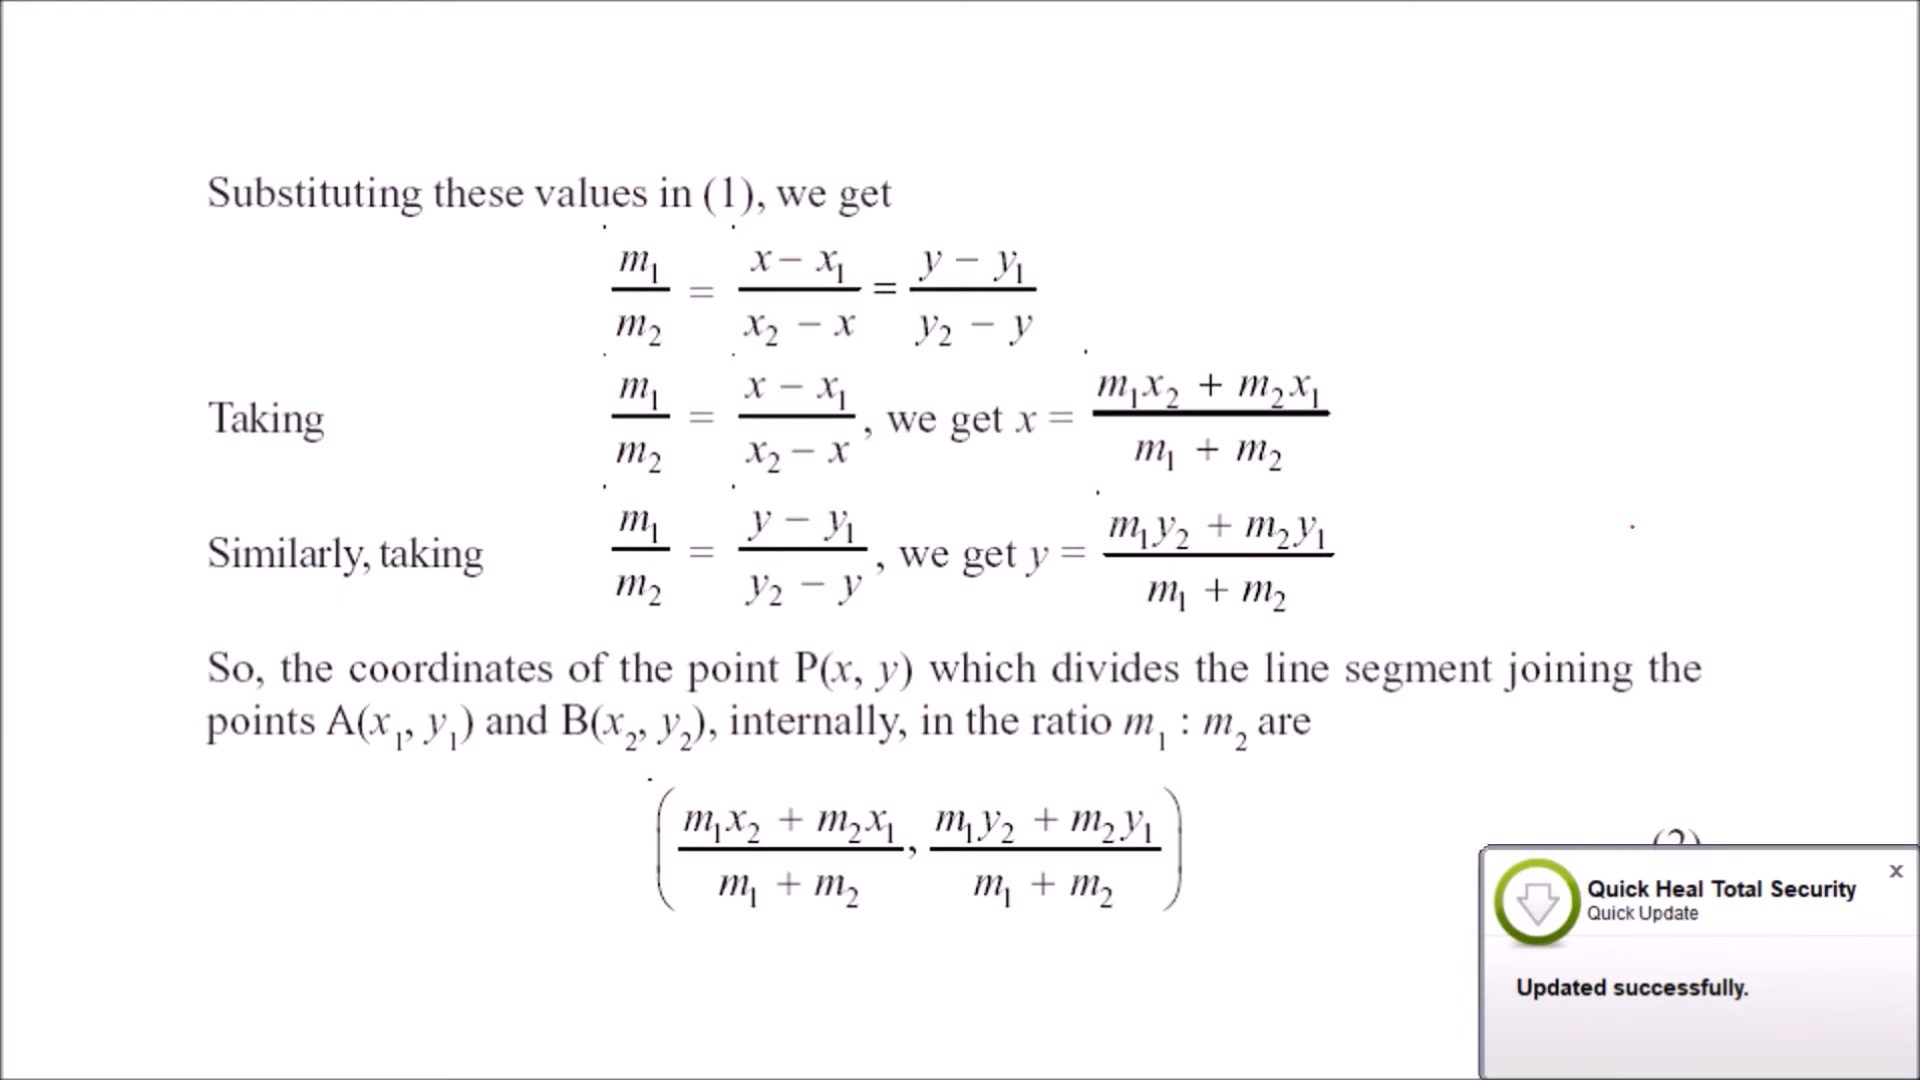 Substituting these values in (1), we get
m₁/m₂ = (x − x₁)/(x₂ − x) = (y − y₁)/(y₂ − y)
Taking m₁/m₂ = (x − x₁)/(x₂ − x), we get x = (m₁x₂ + m₂x₁)/(m₁ + m₂)
Similarly, taking m₁/m₂ = (y − y₁)/(y₂ − y), we get y = (m₁y₂ + m₂y₁)/(m₁ + m₂)
So, the coordinates of the point P(x, y) which divides the line segment joining the
points A(x₁, y₁) and B(x₂, y₂), internally, in the ratio m₁ : m₂ are
((m₁x₂ + m₂x₁)/(m₁ + m₂), (m₁y₂ + m₂y₁)/(m₁ + m₂))
Quick Heal Total Security
x
Quick Update
Updated successfully.